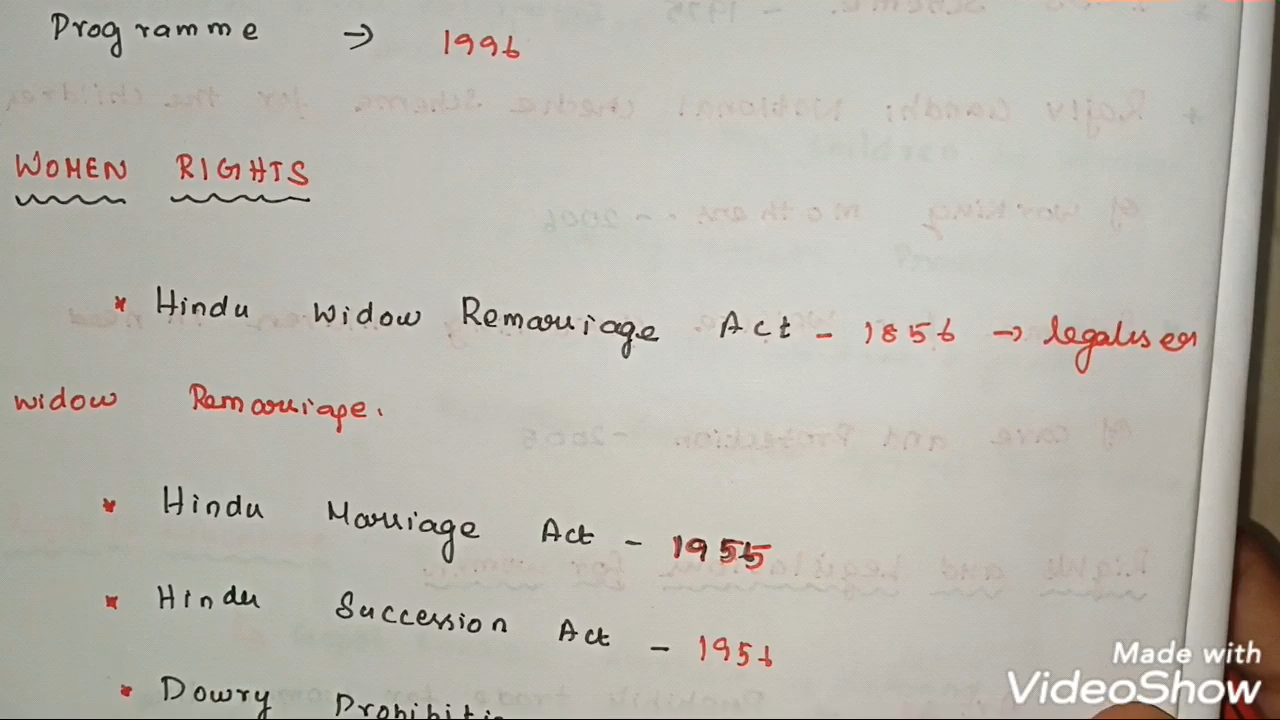 Programme → 1996
WOMEN RIGHTS
* Hindu Widow Remarriage Act - 1856 → legalises
widow Remarriage.
* Hindu Marriage Act - 1955
* Hindu Succession Act - 1956
* Dowry
Made with
VideoShow